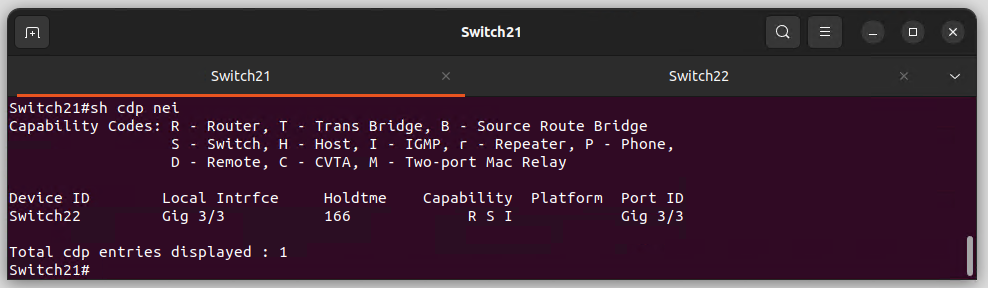 Switch21
Switch21
Switch22
Switch21#sh cdp nei
Capability Codes: R - Router, T - Trans Bridge, B - Source Route Bridge
                  S - Switch, H - Host, I - IGMP, r - Repeater, P - Phone,
                  D - Remote, C - CVTA, M - Two-port Mac Relay
Device ID        Local Intrfce     Holdtme    Capability  Platform  Port ID
Switch22         Gig 3/3           166             R S I            Gig 3/3
Total cdp entries displayed : 1
Switch21#